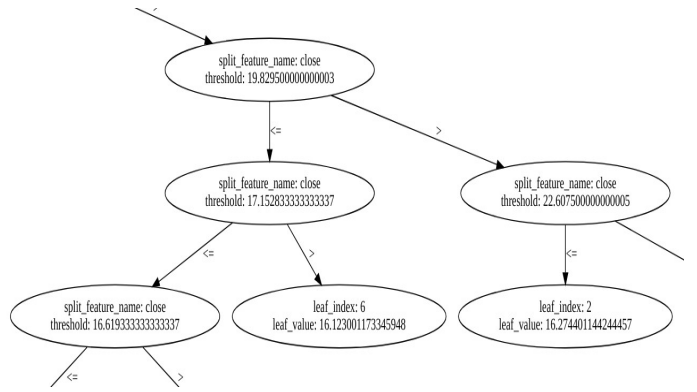 >
split_feature_name: close
threshold: 19.829500000000003
<=
>
split_feature_name: close
threshold: 17.152833333333337
split_feature_name: close
threshold: 22.607500000000005
<=
>
<=
split_feature_name: close
threshold: 16.619333333333337
leaf_index: 6
leaf_value: 16.123001173345948
leaf_index: 2
leaf_value: 16.274401144244457
<=
>